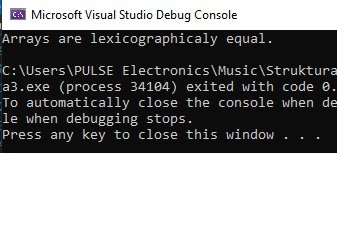 Microsoft Visual Studio Debug Console
Arrays are lexicographicaly equal.
C:\Users\PULSE Electronics\Music\Struktura
a3.exe (process 34104) exited with code 0.
To automatically close the console when de
le when debugging stops.
Press any key to close this window . . .